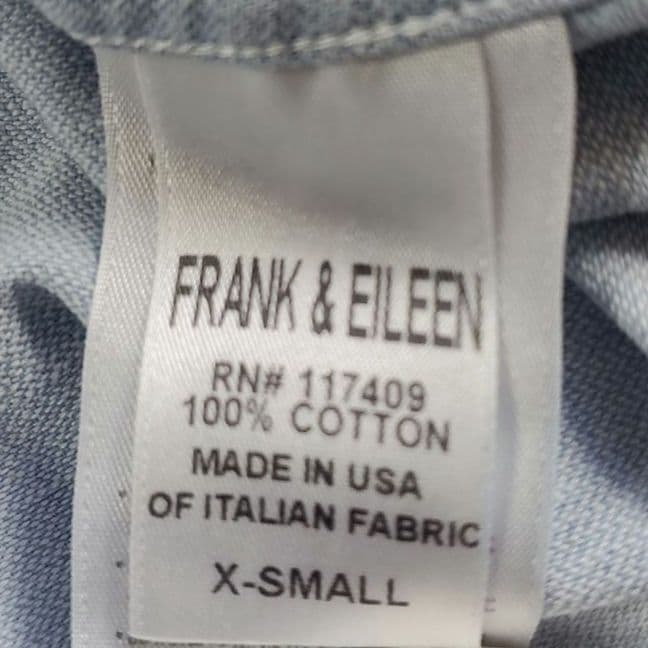 FRANK & EILEEN
RN# 117409
100% COTTON
MADE IN USA
OF ITALIAN FABRIC
X-SMALL